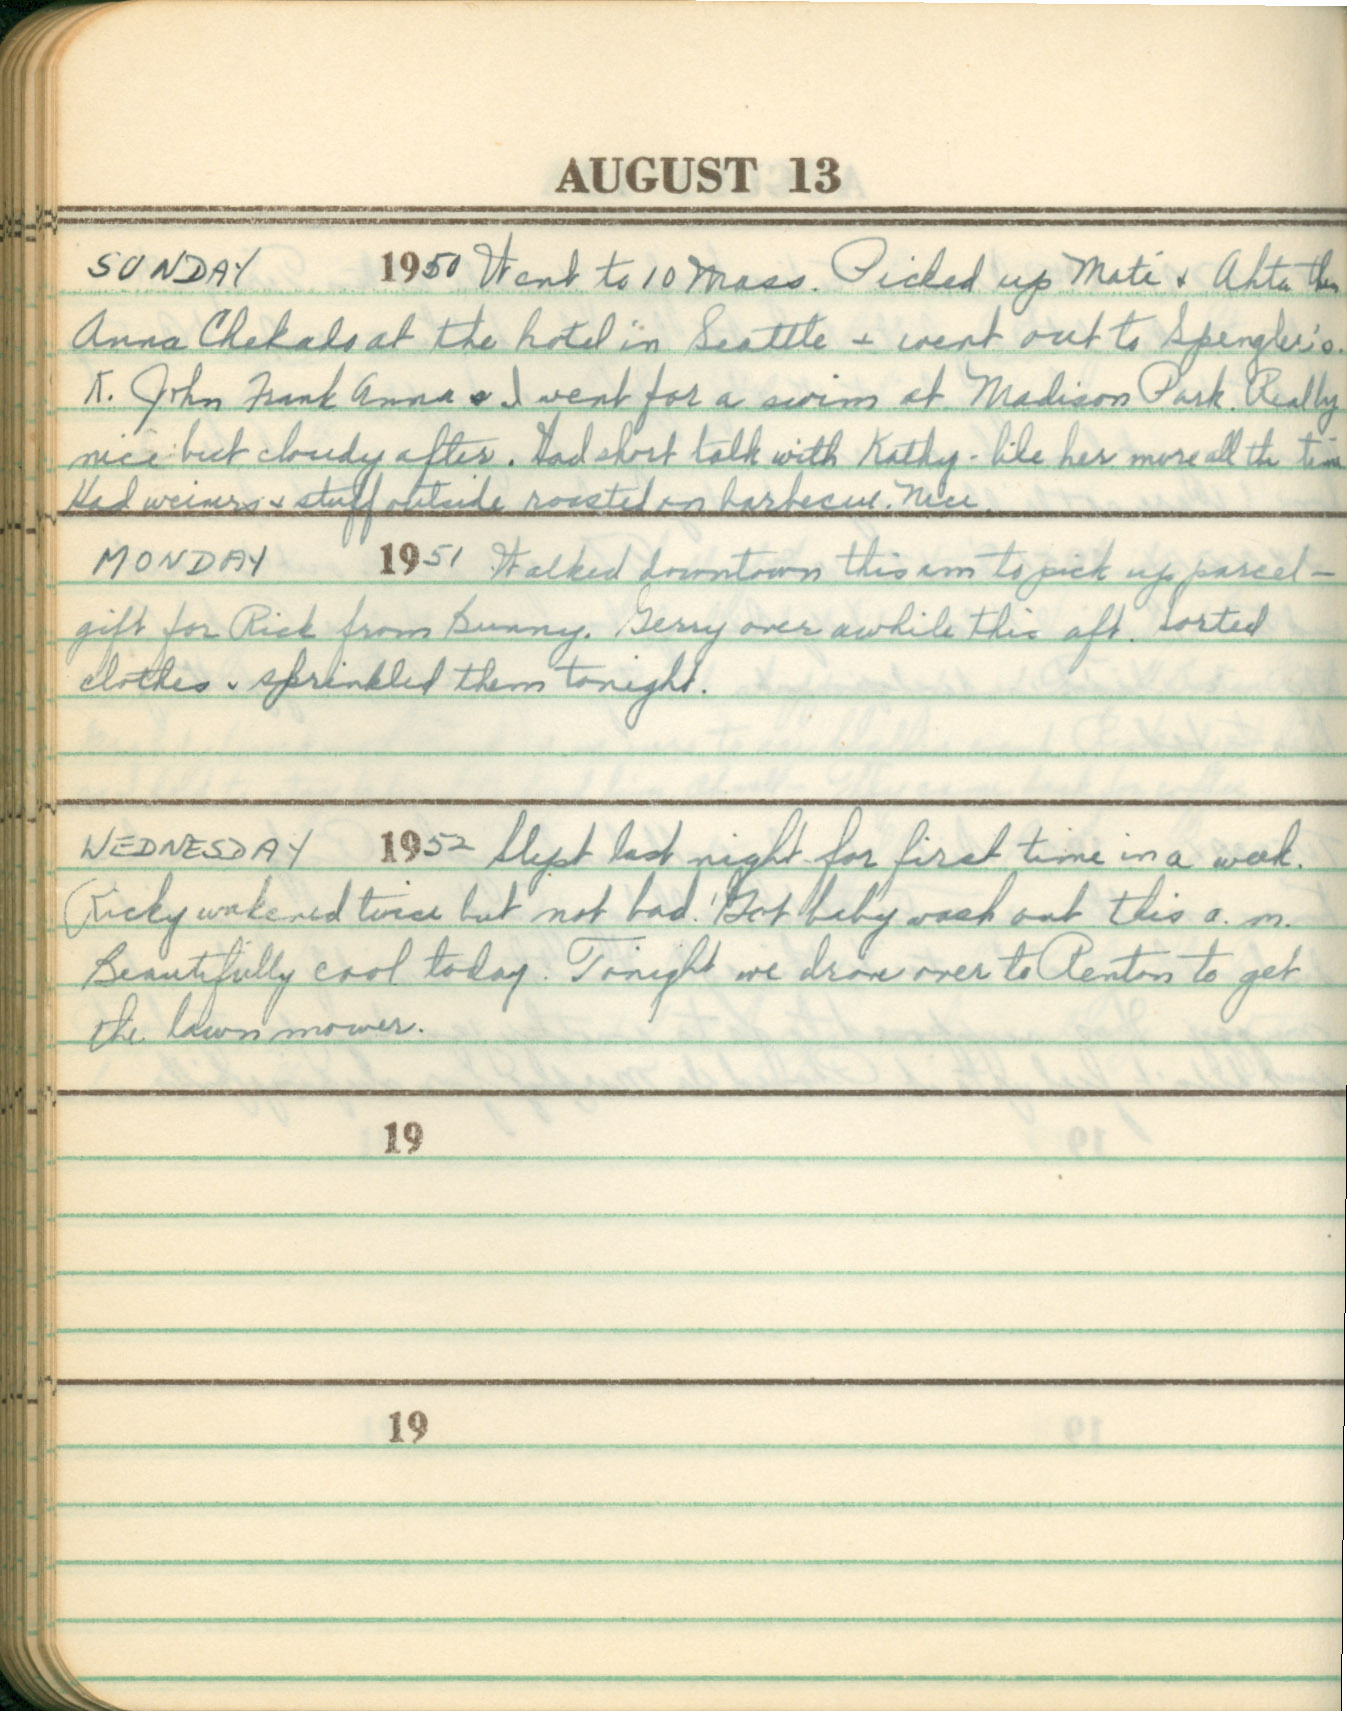 AUGUST 13
SUNDAY 1950 Went to 10 Mass. Picked up Mati + Ahta then
Anna Chekals at the hotel in Seattle + went out to Spengler's.
K. John Frank Anna & I went for a swim at Madison Park. Really
nice but cloudy after. Had short talk with Kathy - like her more all the time
Had weiners + stuff outside roasted on barbecue. Nice.
MONDAY 1951 Walked downtown this am to pick up parcel -
gift for Rick from Bunny. Gerry over awhile this aft. Sorted
clothes + sprinkled them tonight.
WEDNESDAY 1952 Slept last night for first time in a week.
Ricky wakened twice but not bad. Got baby wash out this a.m.
Beautifully cool today. Tonight we drove over to Renton to get
the lawn mower.
19
19